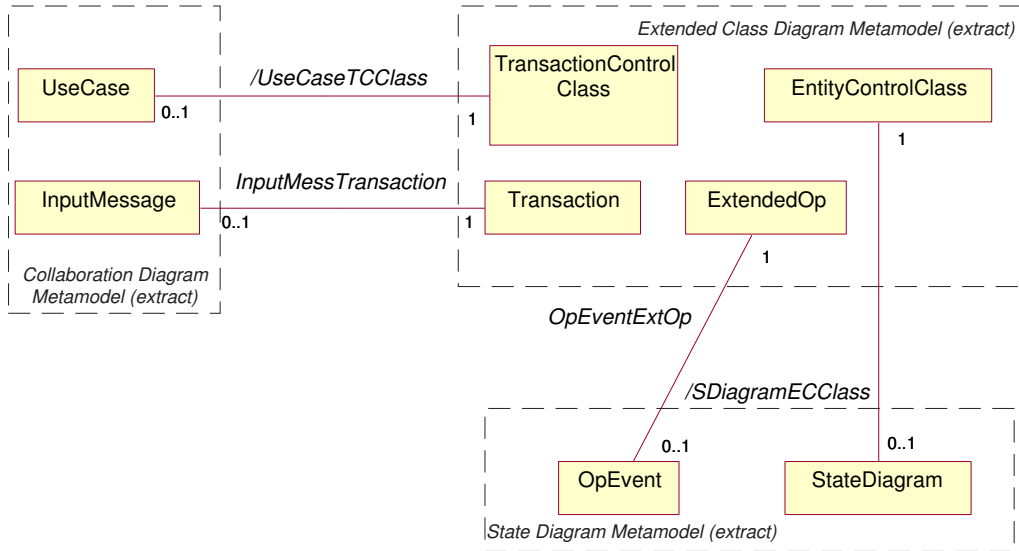 Extended Class Diagram Metamodel (extract)
UseCase
/UseCaseTCClass
TransactionControl
Class
EntityControlClass
0..1
1
1
InputMessage
InputMessTransaction
Transaction
ExtendedOp
0..1
1
1
Collaboration Diagram
Metamodel (extract)
OpEventExtOp
/SDiagramECClass
0..1
0..1
OpEvent
StateDiagram
State Diagram Metamodel (extract)